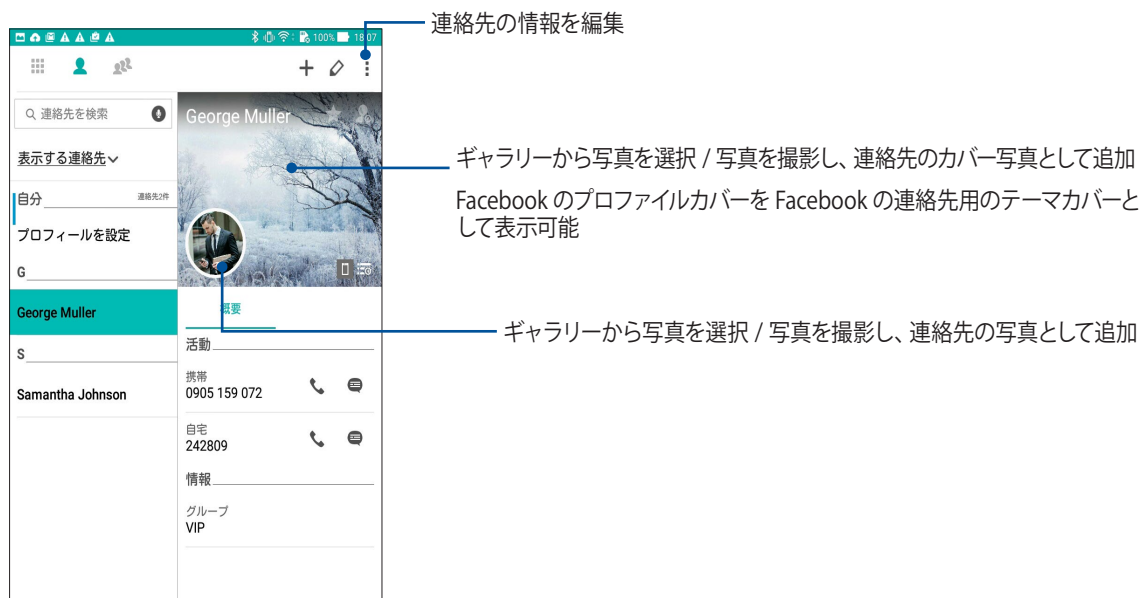 連絡先の情報を編集
100% 18:07
George Muller
連絡先を検索
表示する連絡先
ギャラリーから写真を選択 / 写真を撮影し、連絡先のカバー写真として追加
Facebook のプロファイルカバーを Facebook の連絡先用のテーマカバーと
して表示可能
自分
連絡先2件
プロフィールを設定
G
George Muller
概要
ギャラリーから写真を選択 / 写真を撮影し、連絡先の写真として追加
S
Samantha Johnson
活動
携帯
0905 159 072
自宅
242809
情報
グループ
VIP